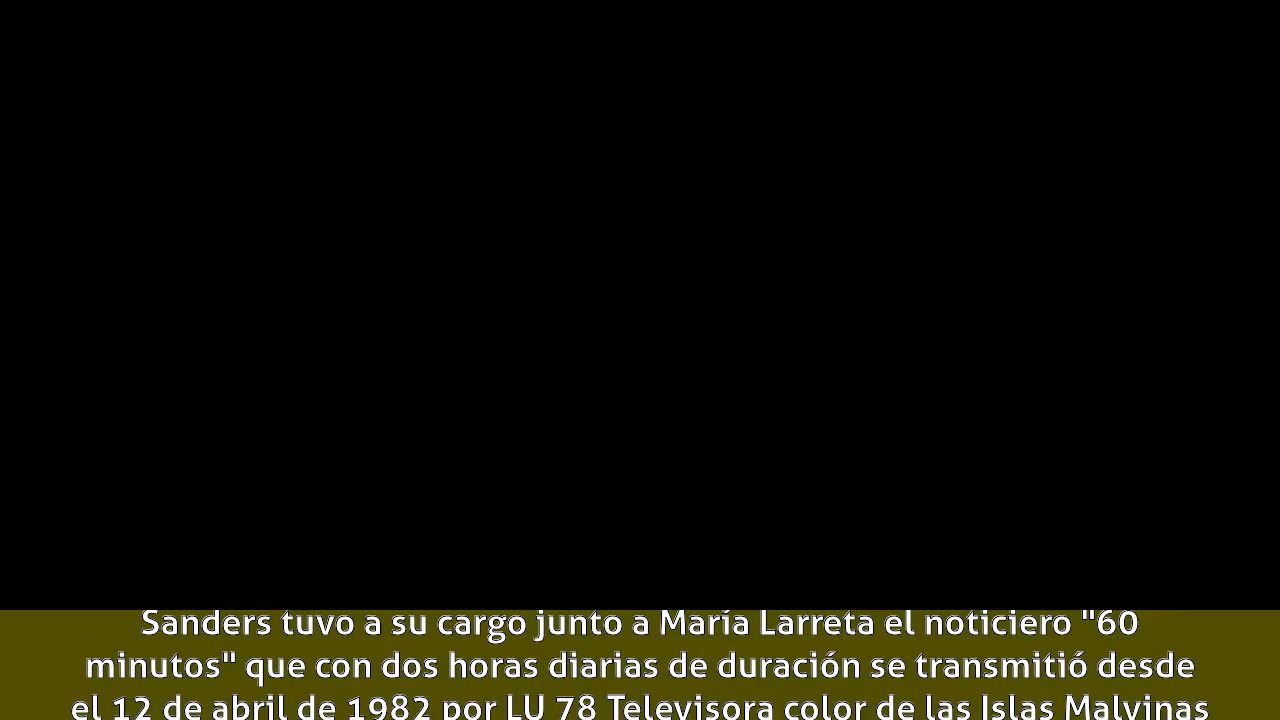 Sanders tuvo a su cargo junto a María Larreta el noticiero "60
minutos" que con dos horas diarias de duración se transmitió desde
el 12 de abril de 1982 por LU 78 Televisora color de las Islas Malvinas